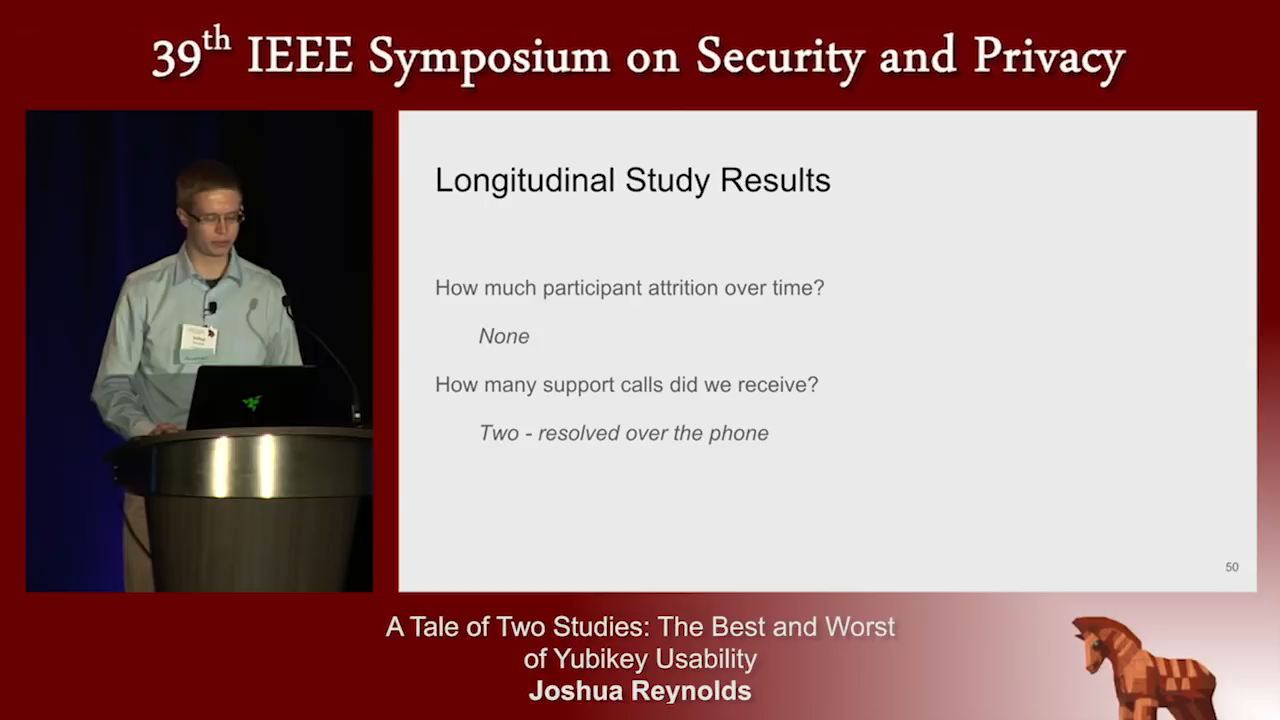 39th IEEE Symposium on Security and Privacy
Longitudinal Study Results
How much participant attrition over time?
None
How many support calls did we receive?
Two - resolved over the phone
50
A Tale of Two Studies: The Best and Worst
of Yubikey Usability
Joshua Reynolds